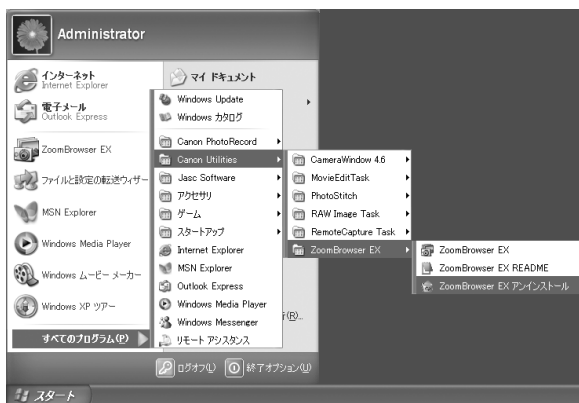 Administrator
インターネット
Internet Explorer
電子メール
Outlook Express
ZoomBrowser EX
ファイルと設定の転送ウィザー
MSN Explorer
Windows Media Player
Windows ムービー メーカー
Windows XP ツアー
すべてのプログラム(P)
マイ ドキュメント
Windows Update
Windows カタログ
Canon PhotoRecord
Canon Utilities
Jasc Software
アクセサリ
ゲーム
スタートアップ
Internet Explorer
MSN Explorer
Outlook Express
Windows Media Player
Windows Messenger
リモート アシスタンス
CameraWindow 4.6
MovieEditTask
PhotoStitch
RAW Image Task
RemoteCapture Task
ZoomBrowser EX
ZoomBrowser EX
ZoomBrowser EX README
ZoomBrowser EX アンインストール
行(R)...
ログオフ(L)
終了オプション(U)
スタート